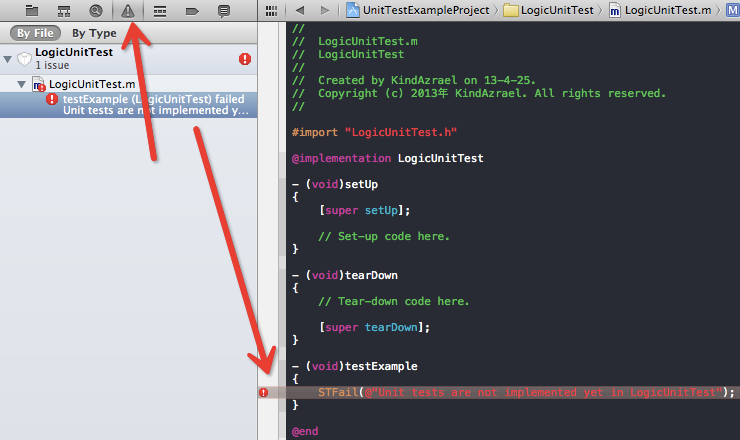 UnitTestExampleProject LogicUnitTest LogicUnitTest.m M
By File By Type
LogicUnitTest
1 issue
LogicUnitTest.m
testExample (LogicUnitTest) failed
Unit tests are not implemented y...
//
// LogicUnitTest.m
// LogicUnitTest
//
// Created by KindAzrael on 13-4-25.
// Copyright (c) 2013年 KindAzrael. All rights reserved.
//
#import "LogicUnitTest.h"
@implementation LogicUnitTest
- (void)setUp
{
[super setUp];
// Set-up code here.
}
- (void)tearDown
{
// Tear-down code here.
[super tearDown];
}
- (void)testExample
{
STFail(@"Unit tests are not implemented yet in LogicUnitTest");
}
@end